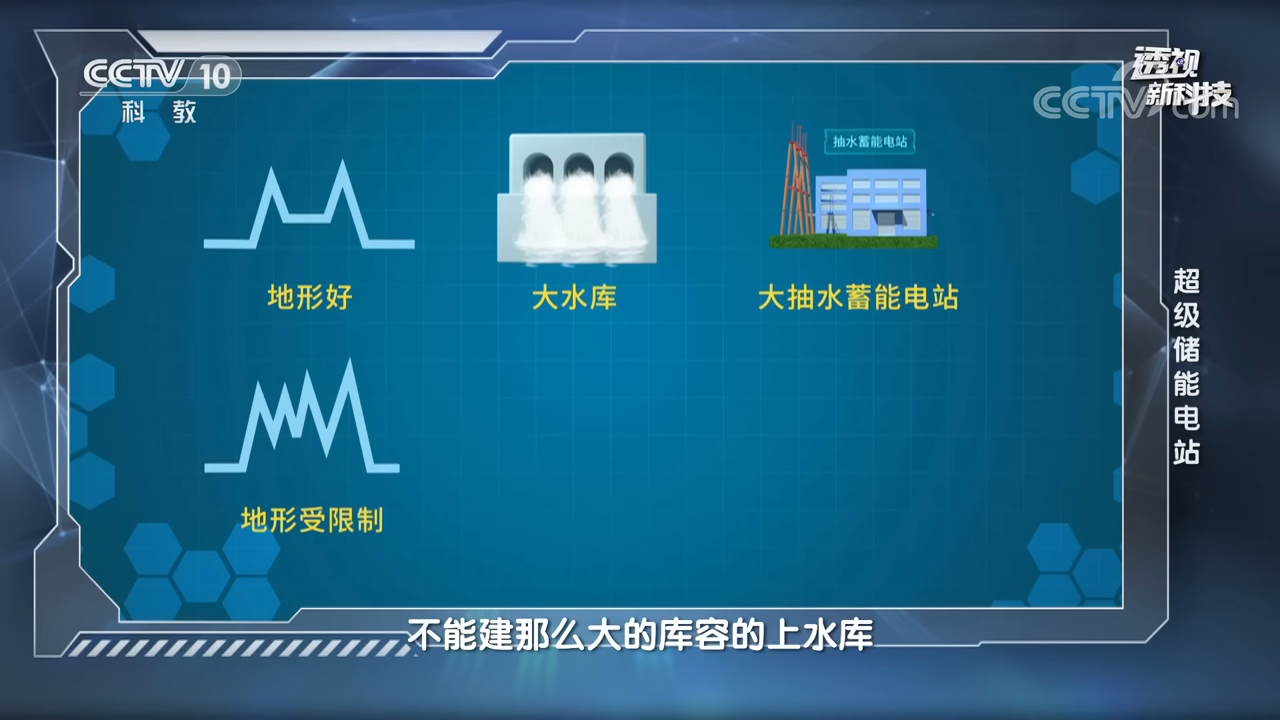 CCTV 10
科 教
透视
新科技
CCTV.com
抽水蓄能电站
地形好
大水库
大抽水蓄能电站
地形受限制
超级储能电站
不能建那么大的库容的上水库